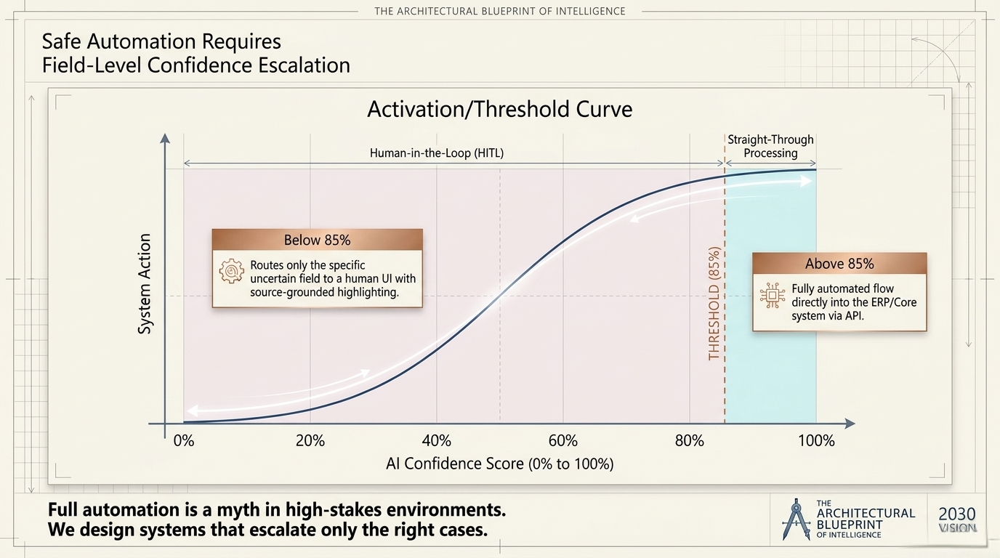 THE ARCHITECTURAL BLUEPRINT OF INTELLIGENCE
Safe Automation Requires
Field-Level Confidence Escalation
Activation/Threshold Curve
Human-in-the-Loop (HITL)
Straight-Through
Processing
System Action
Below 85%
Routes only the specific
uncertain field to a human UI with
source-grounded highlighting.
THRESHOLD (85%)
Above 85%
Fully automated flow
directly into the ERP/Core
system via API.
0%
20%
40%
60%
80%
100%
AI Confidence Score (0% to 100%)
Full automation is a myth in high-stakes environments.
We design systems that escalate only the right cases.
THE
ARCHITECTURAL
BLUEPRINT
OF INTELLIGENCE
2030
VISION